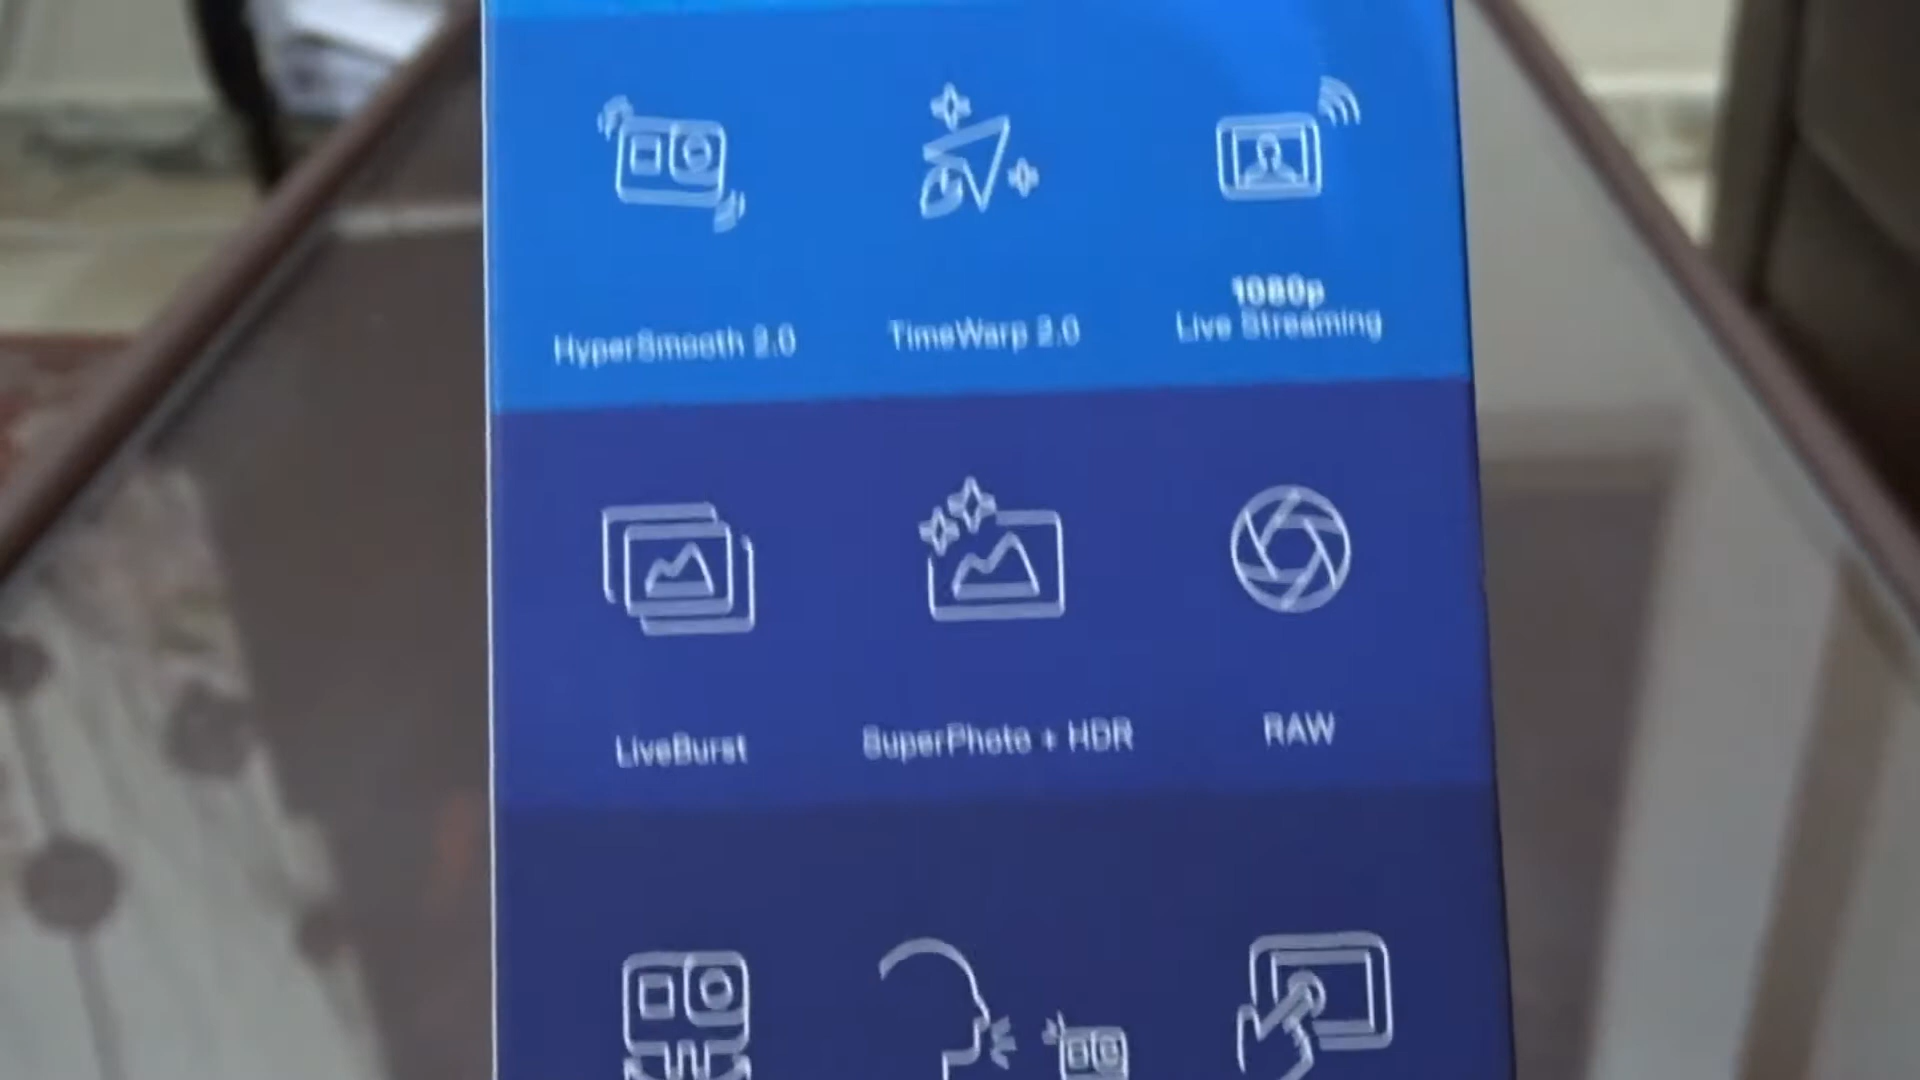 HyperSmooth 2.0
TimeWarp 2.0
1080p
Live Streaming
LiveBurst
SuperPhoto + HDR
RAW